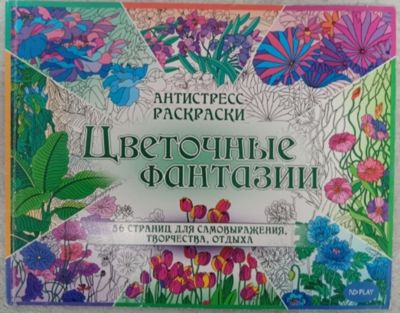 АНТИСТРЕСС
РАСКРАСКИ
ЦВЕТОЧНЫЕ
ФАНТАЗИИ
36 СТРАНИЦ ДЛЯ САМОВЫРАЖЕНИЯ,
ТВОРЧЕСТВА, ОТДЫХА
ND PLAY